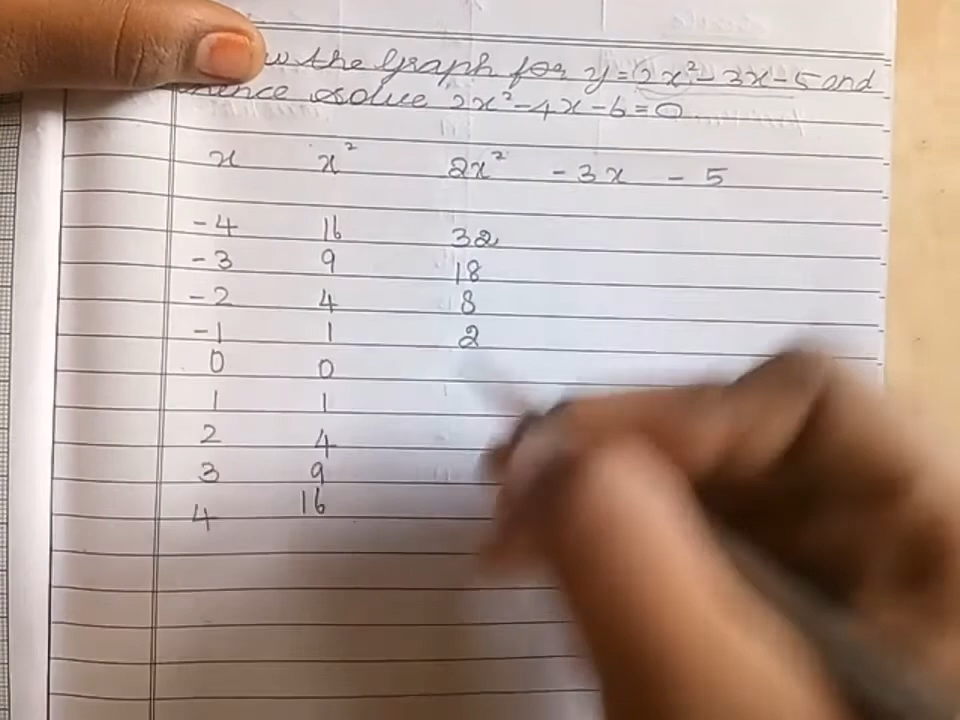 the Graph for y = 2x² - 3x - 5 and
hence solve 2x² - 4x - 6 = 0
x x² 2x² - 3x - 5
-4 16 32
-3 9 18
-2 4 8
-1 1 2
0 0
1 1
2 4
3 9
4 16